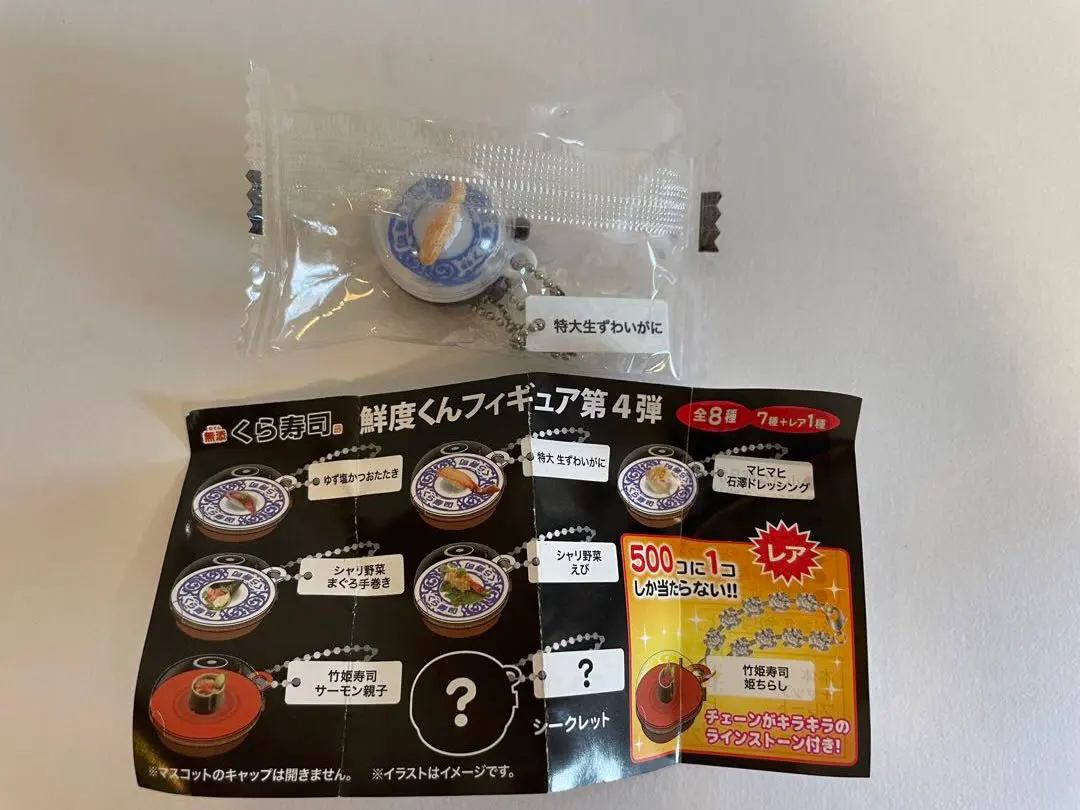 特大生ずわいがに
無添 くら寿司 鮮度くんフィギュア第4弾 全8種 7種+レア1種
ゆず塩かつおたたき
特大 生ずわいがに
マヒマヒ
石澤ドレッシング
シャリ野菜
まぐろ手巻き
シャリ野菜
えび
レア
500コに1コ
しか当たらない!!
竹姫寿司
サーモン親子
?
?
シークレット
竹姫寿司
姫ちらし
チェーンがキラキラの
ラインストーン付き!
※マスコットのキャップは開きません。 ※イラストはイメージです。